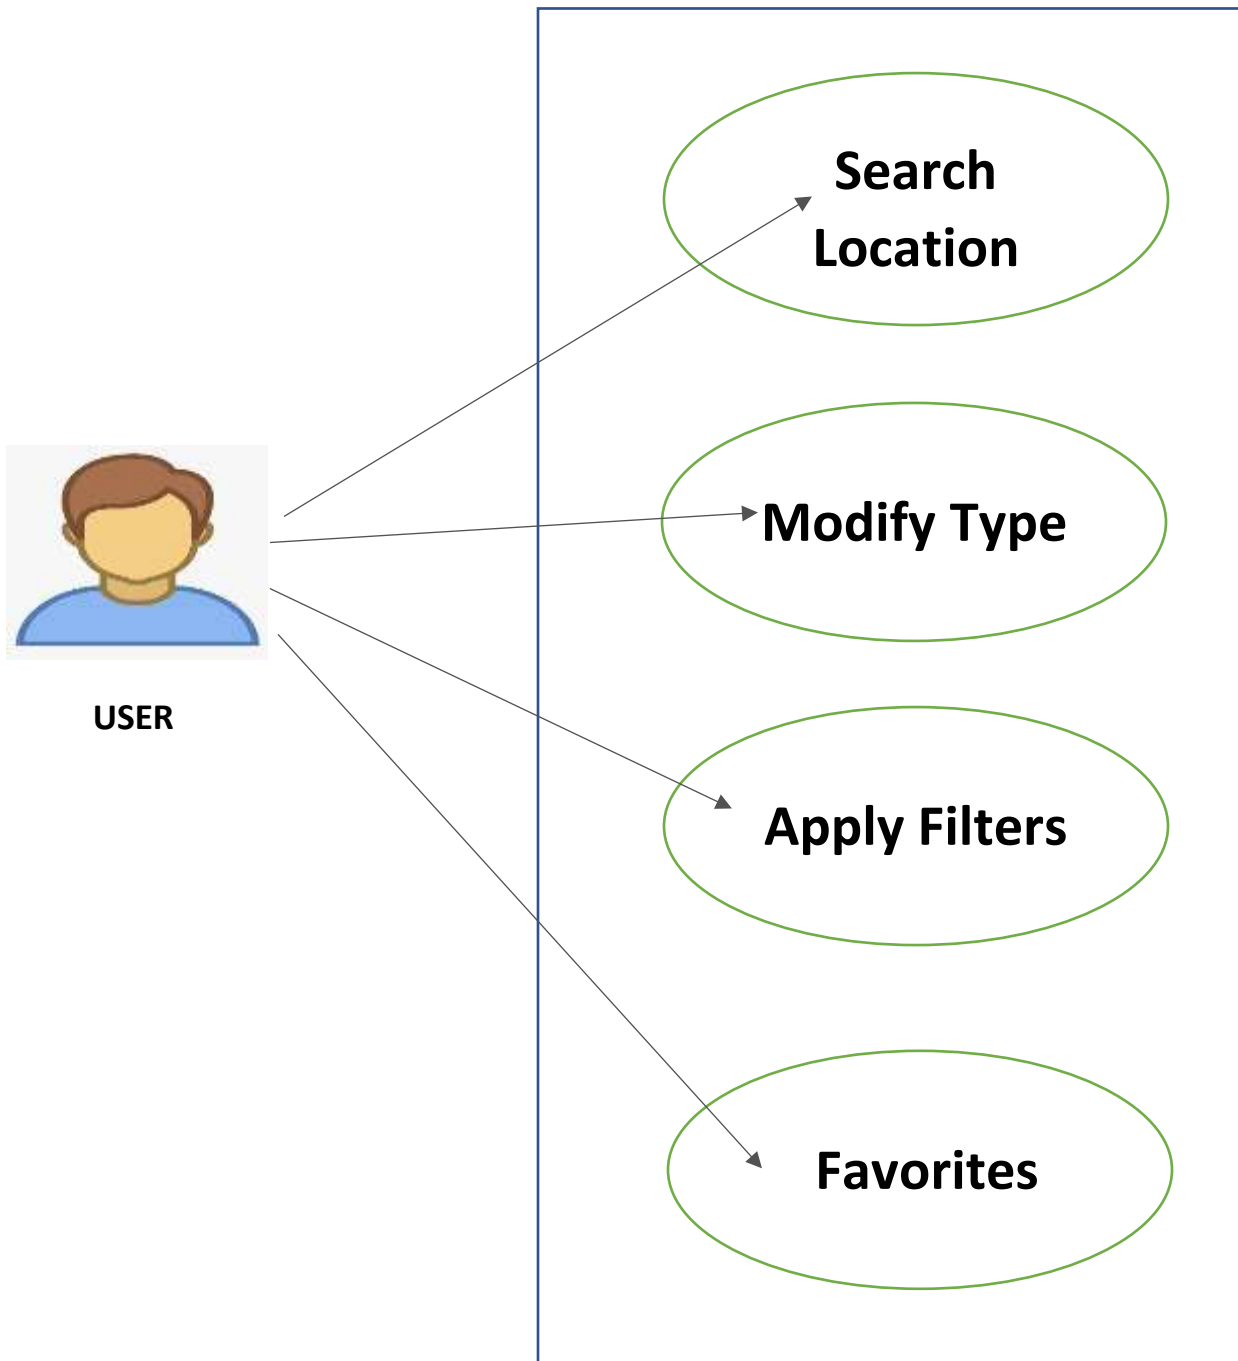 Search
Location
Modify Type
USER
Apply Filters
Favorites